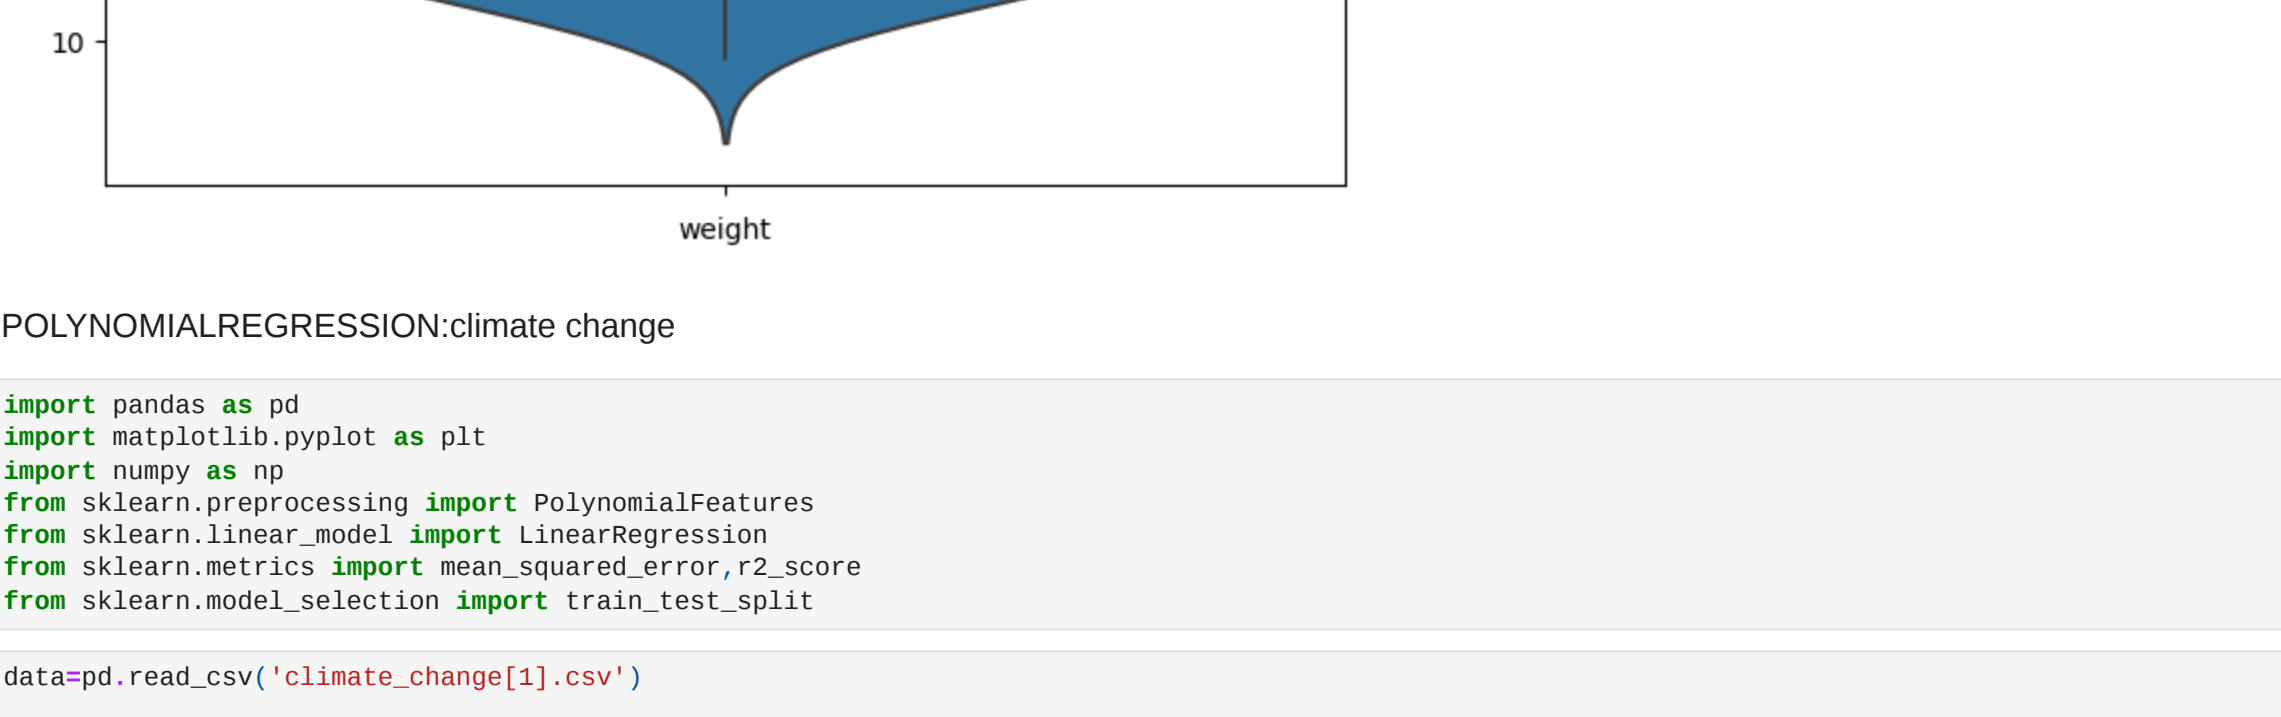 10
weight
POLYNOMIALREGRESSION:climate change
import pandas as pd
import matplotlib.pyplot as plt
import numpy as np
from sklearn.preprocessing import PolynomialFeatures
from sklearn.linear_model import LinearRegression
from sklearn.metrics import mean_squared_error,r2_score
from sklearn.model_selection import train_test_split
data=pd.read_csv('climate_change[1].csv')